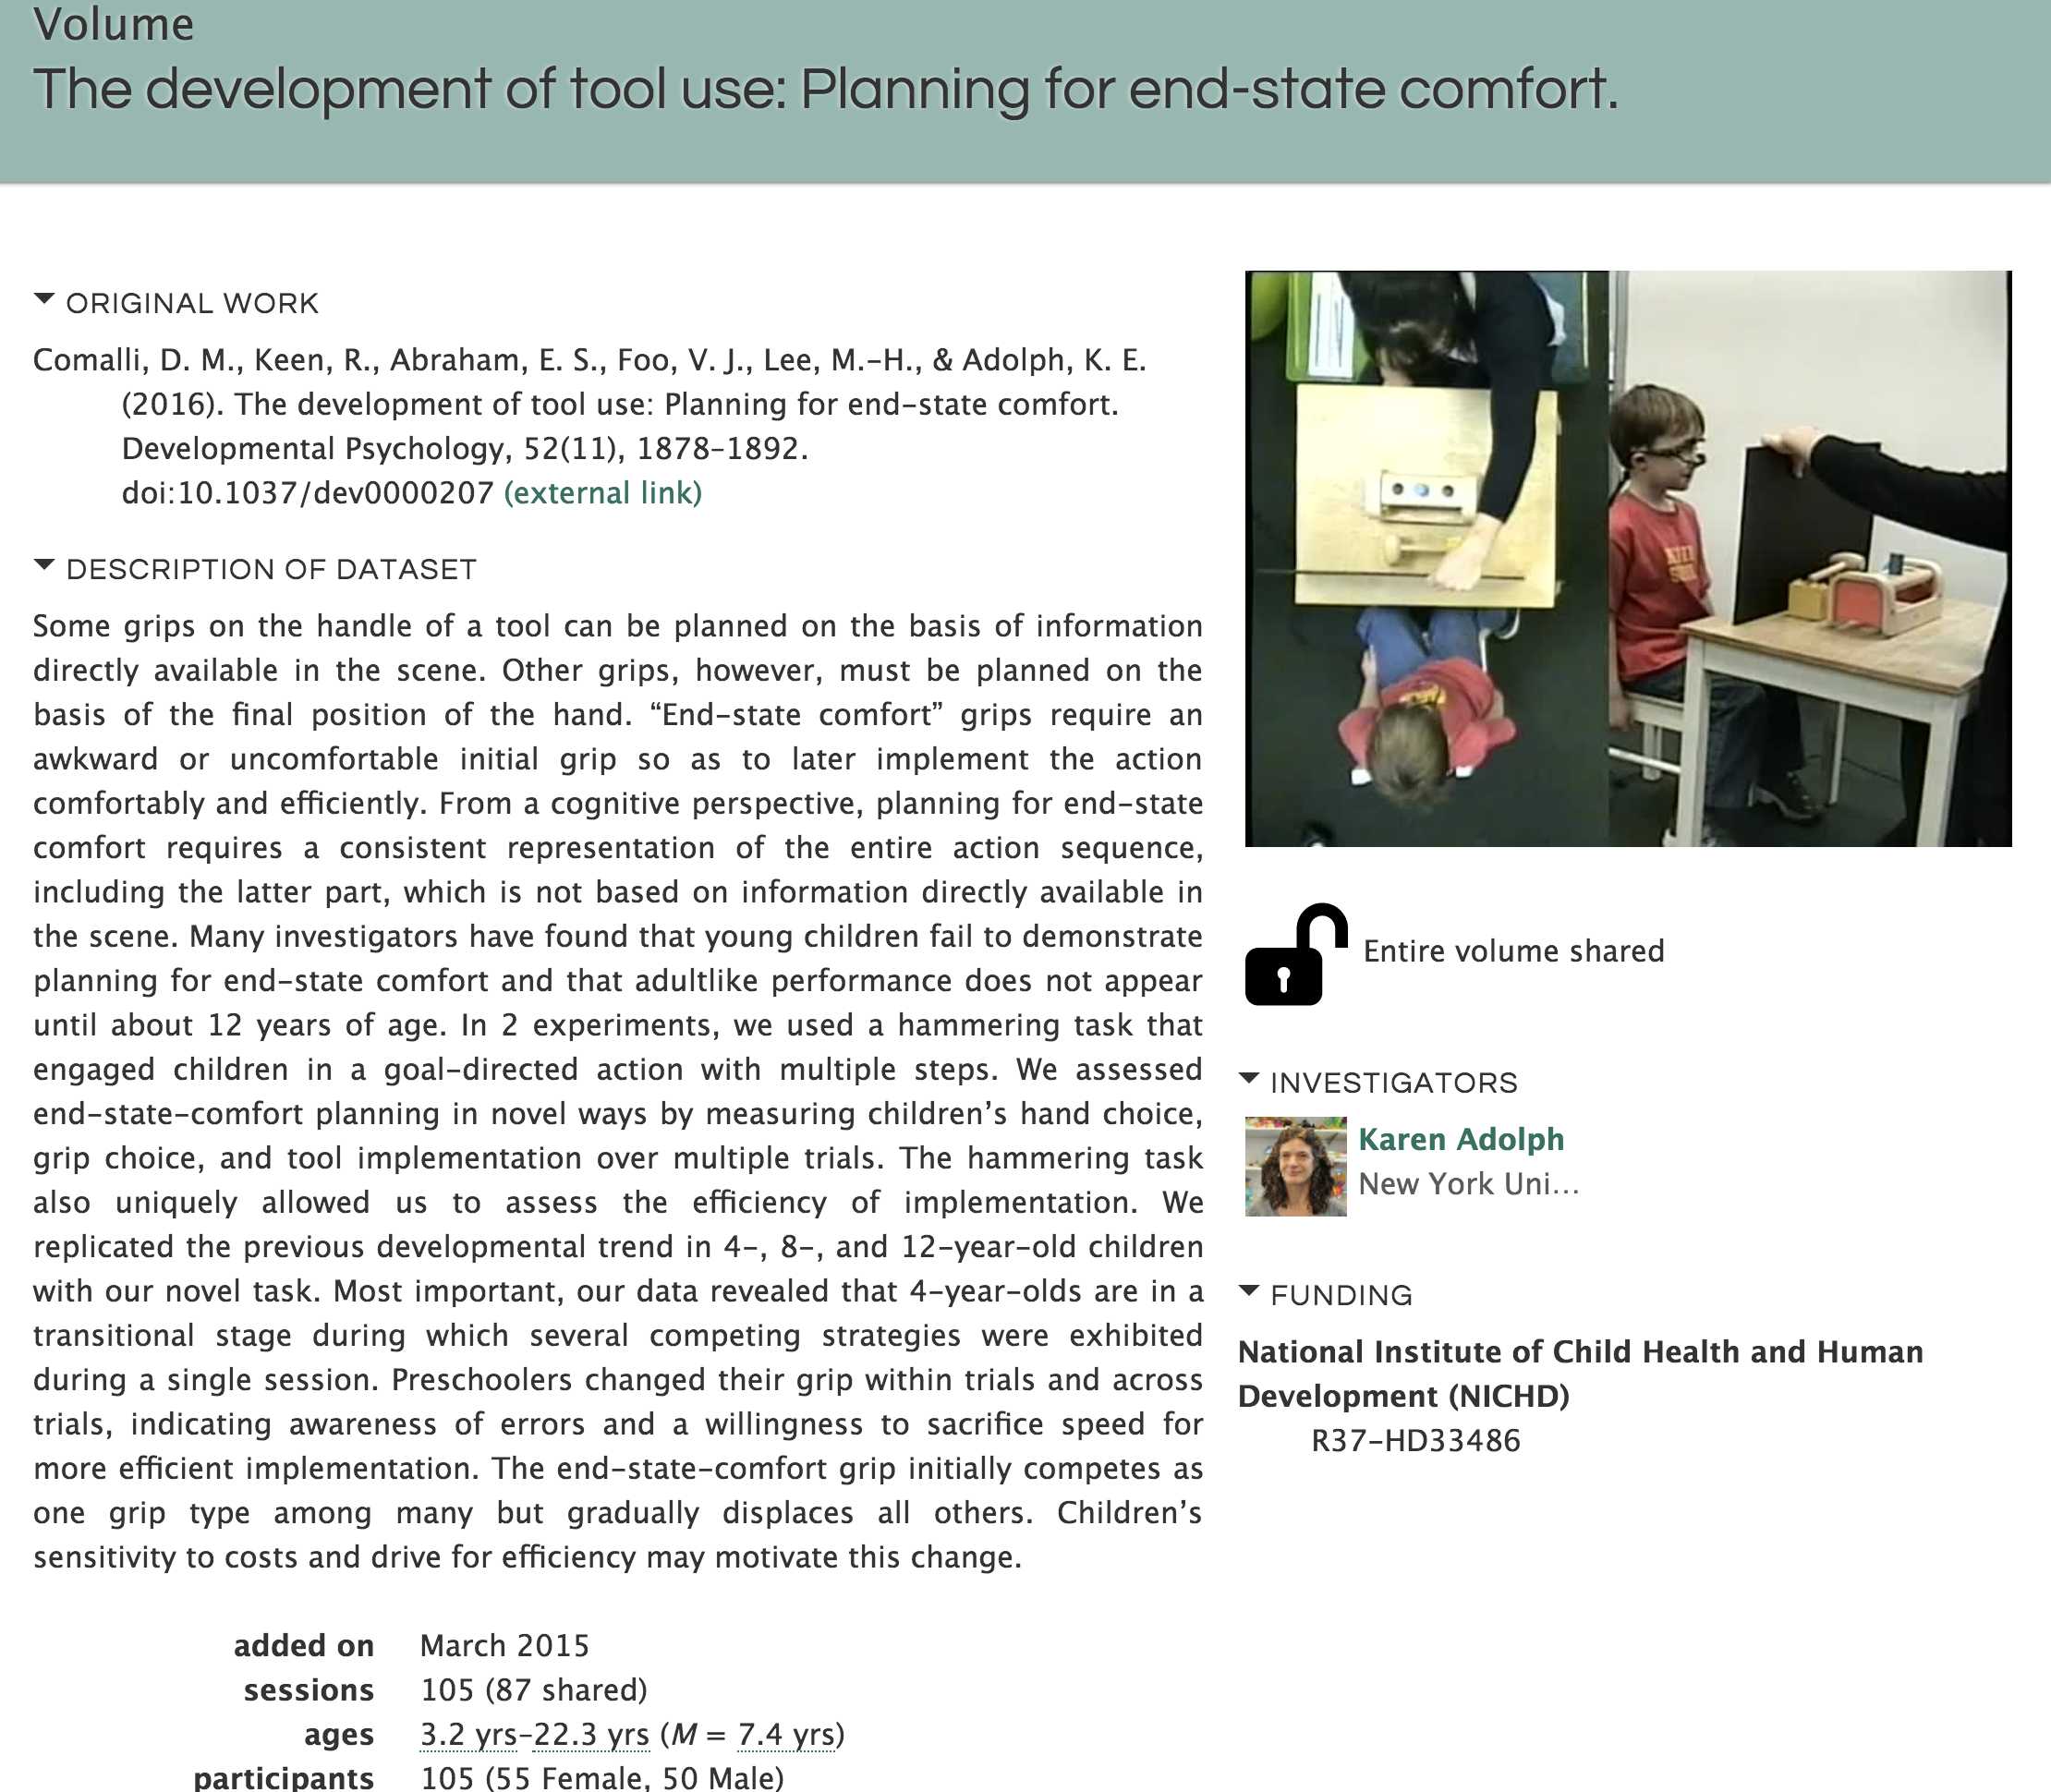 Volume
The development of tool use: Planning for end-state comfort.
ORIGINAL WORK
Comalli, D. M., Keen, R., Abraham, E. S., Foo, V. J., Lee, M.-H., & Adolph, K. E.
(2016). The development of tool use: Planning for end-state comfort.
Developmental Psychology, 52(11), 1878-1892.
doi:10.1037/dev0000207 (external link)
DESCRIPTION OF DATASET
Some grips on the handle of a tool can be planned on the basis of information
directly available in the scene. Other grips, however, must be planned on the
basis of the final position of the hand. “End-state comfort” grips require an
awkward or uncomfortable initial grip so as to later implement the action
comfortably and efficiently. From a cognitive perspective, planning for end-state
comfort requires a consistent representation of the entire action sequence,
including the latter part, which is not based on information directly available in
the scene. Many investigators have found that young children fail to demonstrate
planning for end-state comfort and that adultlike performance does not appear
until about 12 years of age. In 2 experiments, we used a hammering task that
engaged children in a goal-directed action with multiple steps. We assessed
end-state-comfort planning in novel ways by measuring children’s hand choice,
grip choice, and tool implementation over multiple trials. The hammering task
also uniquely allowed us to assess the efficiency of implementation. We
replicated the previous developmental trend in 4-, 8-, and 12-year-old children
with our novel task. Most important, our data revealed that 4-year-olds are in a
transitional stage during which several competing strategies were exhibited
during a single session. Preschoolers changed their grip within trials and across
trials, indicating awareness of errors and a willingness to sacrifice speed for
more efficient implementation. The end-state-comfort grip initially competes as
one grip type among many but gradually displaces all others. Children’s
sensitivity to costs and drive for efficiency may motivate this change.
added on March 2015
sessions 105 (87 shared)
ages 3.2 yrs-22.3 yrs (M = 7.4 yrs)
participants 105 (55 Female, 50 Male)
Entire volume shared
INVESTIGATORS
Karen Adolph
New York Uni...
FUNDING
National Institute of Child Health and Human
Development (NICHD)
R37-HD33486